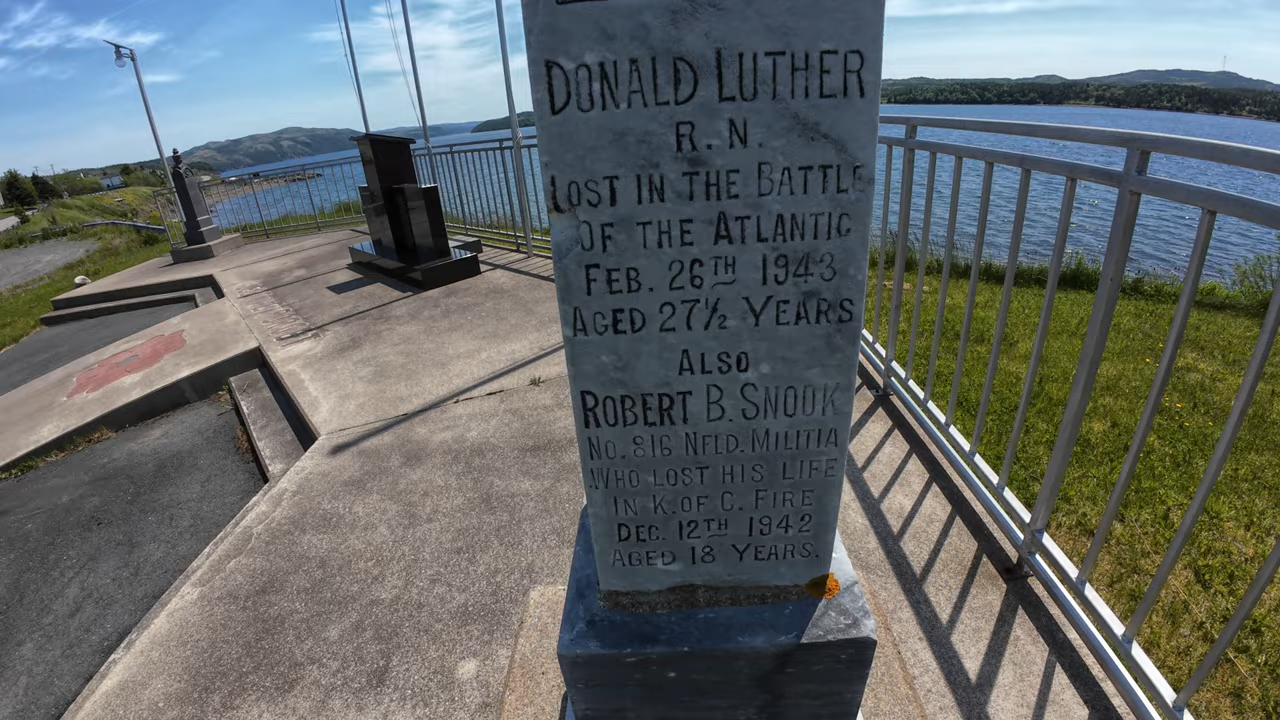 DONALD LUTHER
R. N.
LOST IN THE BATTLE
OF THE ATLANTIC
FEB. 26TH 1943
AGED 27½ YEARS
ALSO
ROBERT B. SNOOK
NO. 816 NFLD. MILITIA
WHO LOST HIS LIFE
IN K. OF C. FIRE
DEC. 12TH 1942
AGED 18 YEARS.